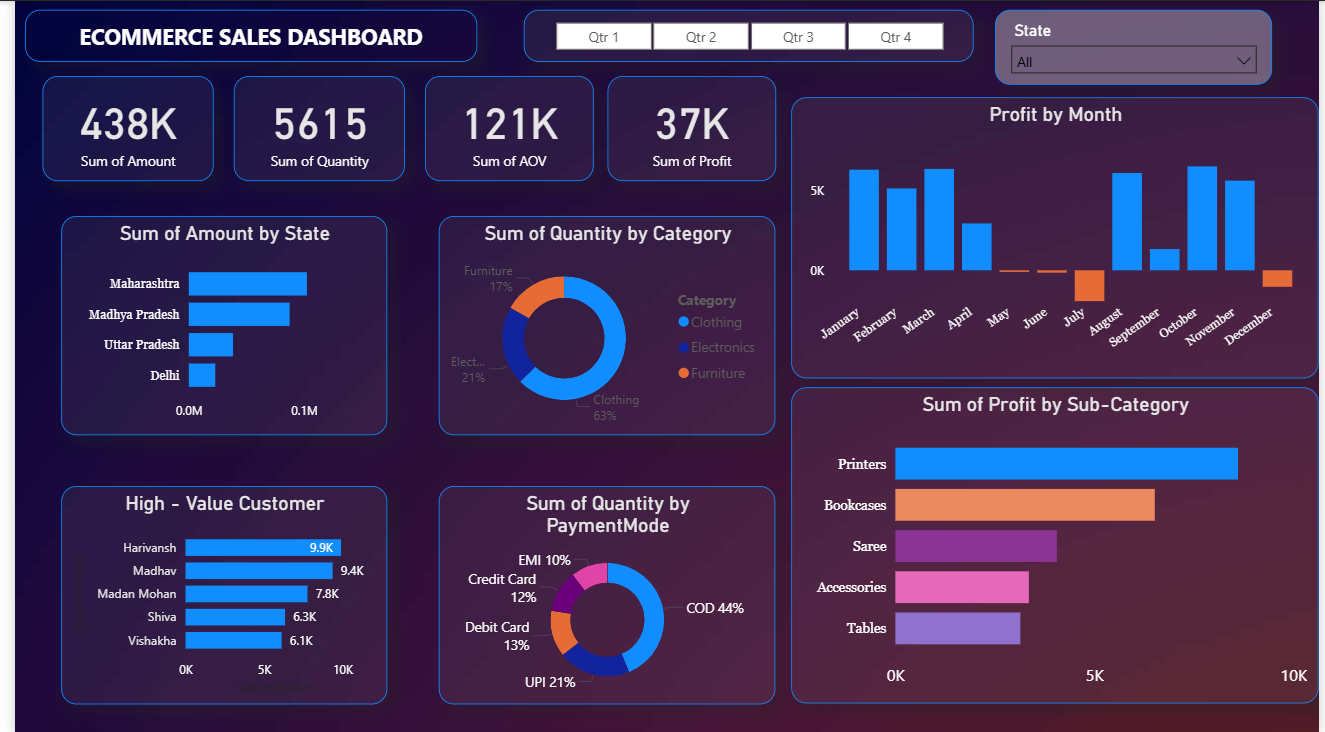 ECOMMERCE SALES DASHBOARD
Qtr 1
Qtr 2
Qtr 3
Qtr 4
State
All
438K
Sum of Amount
5615
Sum of Quantity
121K
Sum of AOV
37K
Sum of Profit
Profit by Month
5K
0K
January
February
March
April
May
June
July
August
September
October
November
December
Sum of Amount by State
Maharashtra
Madhya Pradesh
Uttar Pradesh
Delhi
0.0M
0.1M
Sum of Quantity by Category
Furniture
17%
Elect...
21%
Clothing
63%
Category
Clothing
Electronics
Furniture
Sum of Profit by Sub-Category
Printers
Bookcases
Saree
Accessories
Tables
0K
5K
10K
High - Value Customer
Harivansh
9.9K
Madhav
9.4K
Madan Mohan
7.8K
Shiva
6.3K
Vishakha
6.1K
0K
5K
10K
Sum of Quantity by
PaymentMode
EMI 10%
Credit Card
12%
Debit Card
13%
UPI 21%
COD 44%